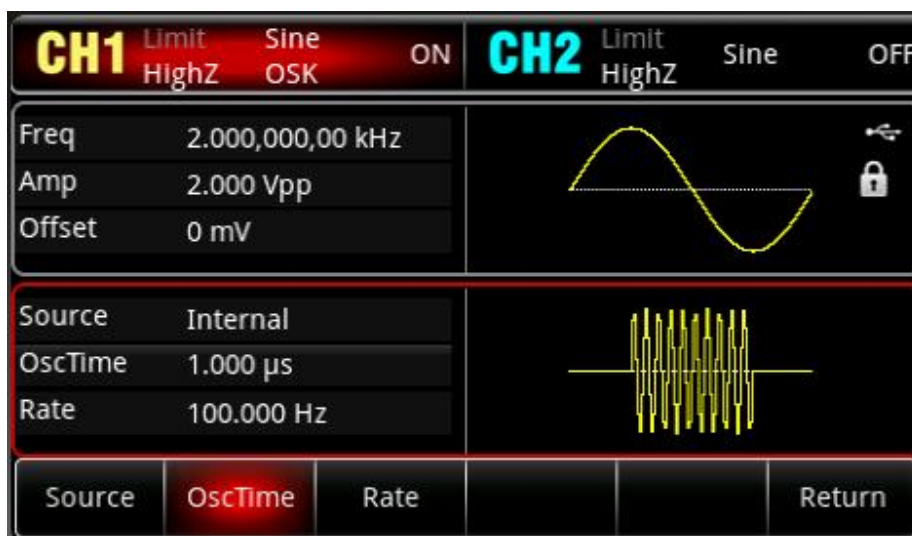 CH1 Limit Sine ON CH2 Limit Sine OFF
HighZ OSK HighZ
Freq 2.000,000,00 kHz
Amp 2.000 Vpp
Offset 0 mV
Source Internal
OscTime 1.000 µs
Rate 100.000 Hz
Source OscTime Rate Return